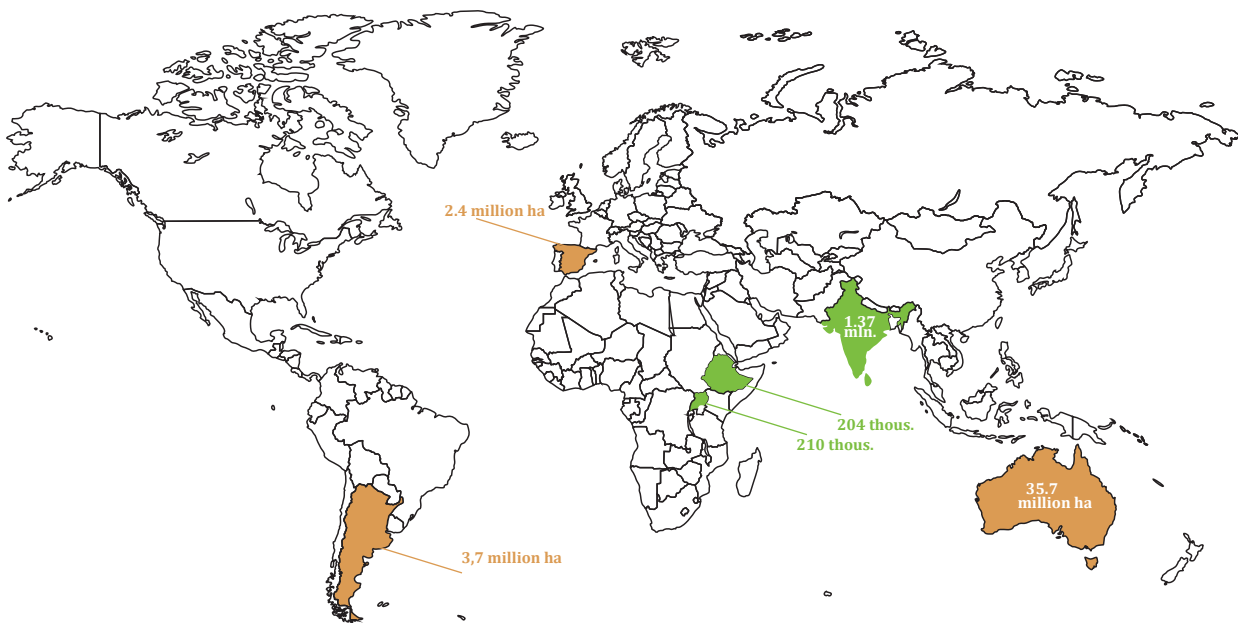 2.4 million ha
1.37
mln.
204 thous.
210 thous.
35.7
million ha
3,7 million ha